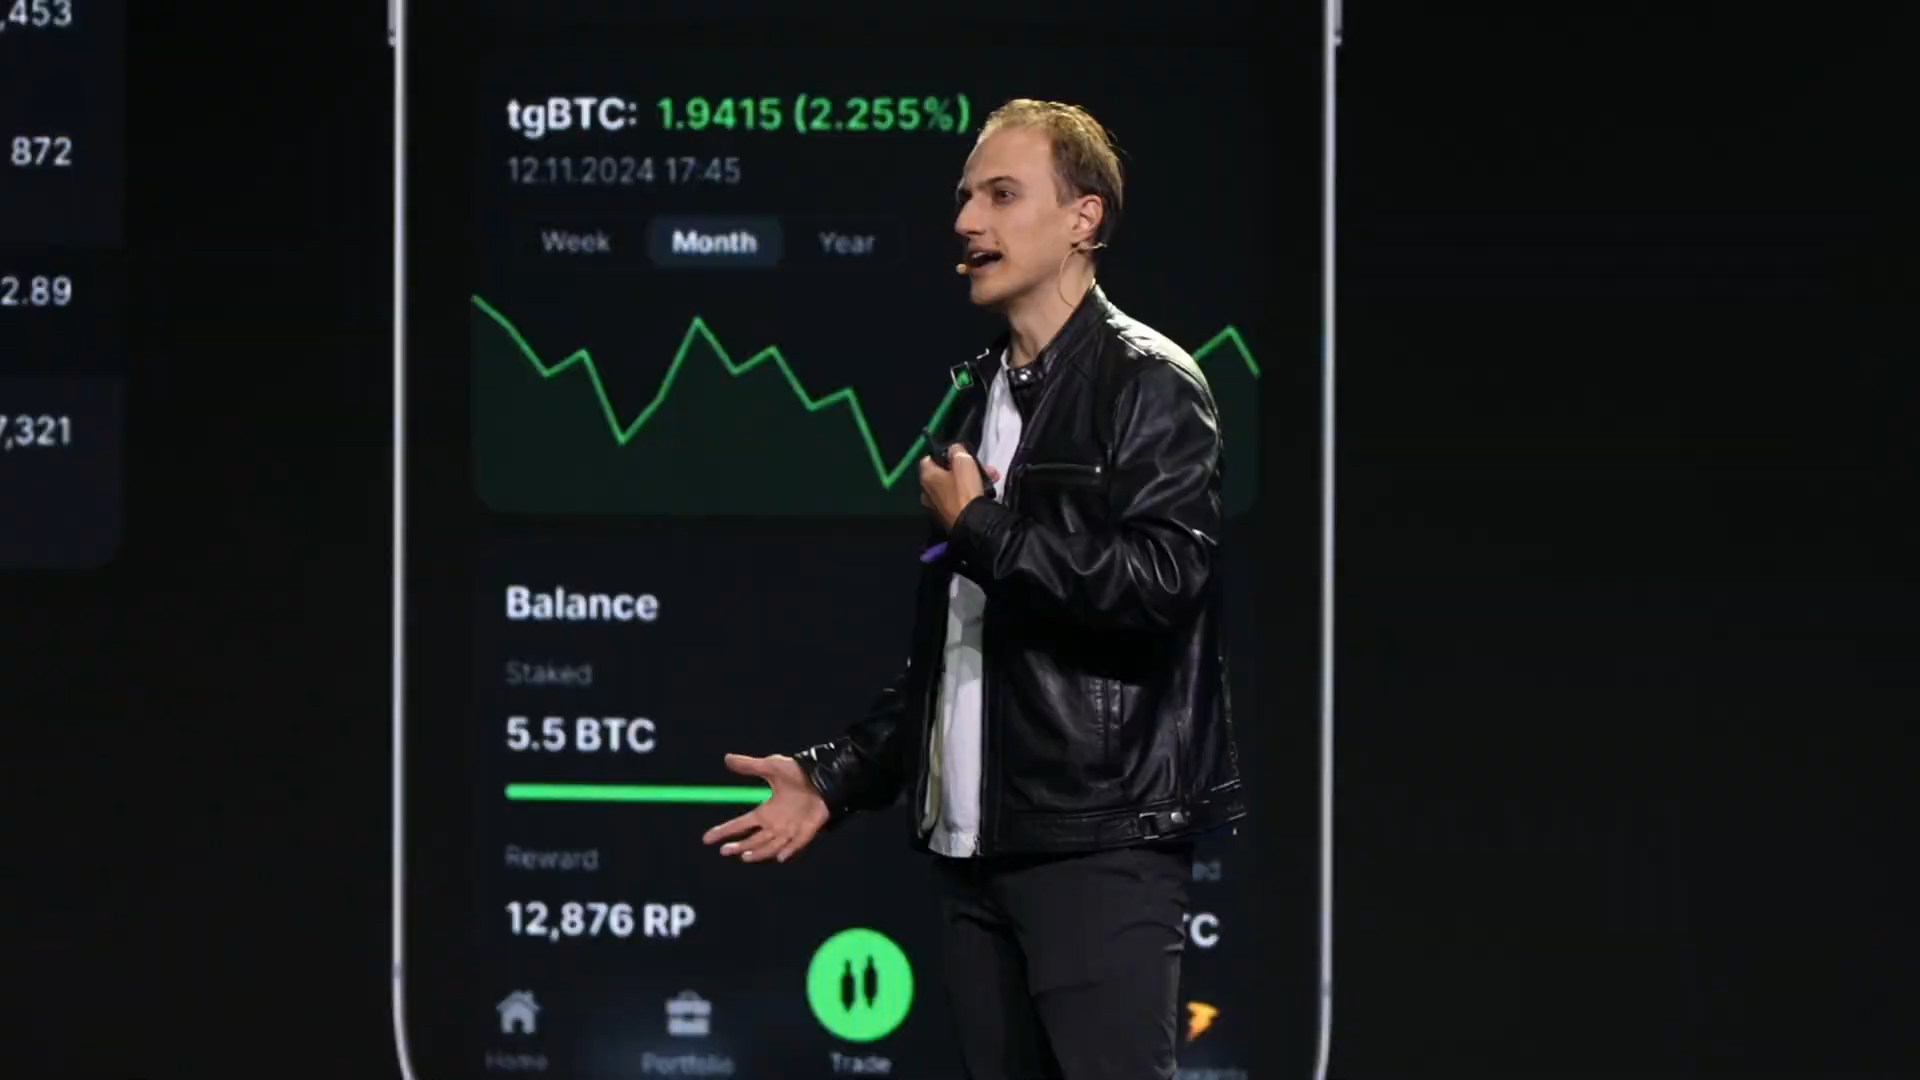 ,453
872
2.89
7,321
tgBTC: 1.9415 (2.255%)
12.11.2024 17:45
Week Month Year
Balance
Staked
5.5 BTC
Reward
12,876 RP
Home Portfolio Trade